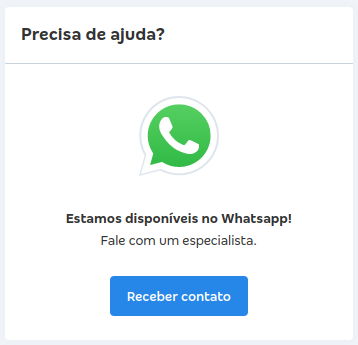 Precisa de ajuda?
Estamos disponíveis no Whatsapp!
Fale com um especialista.
Receber contato